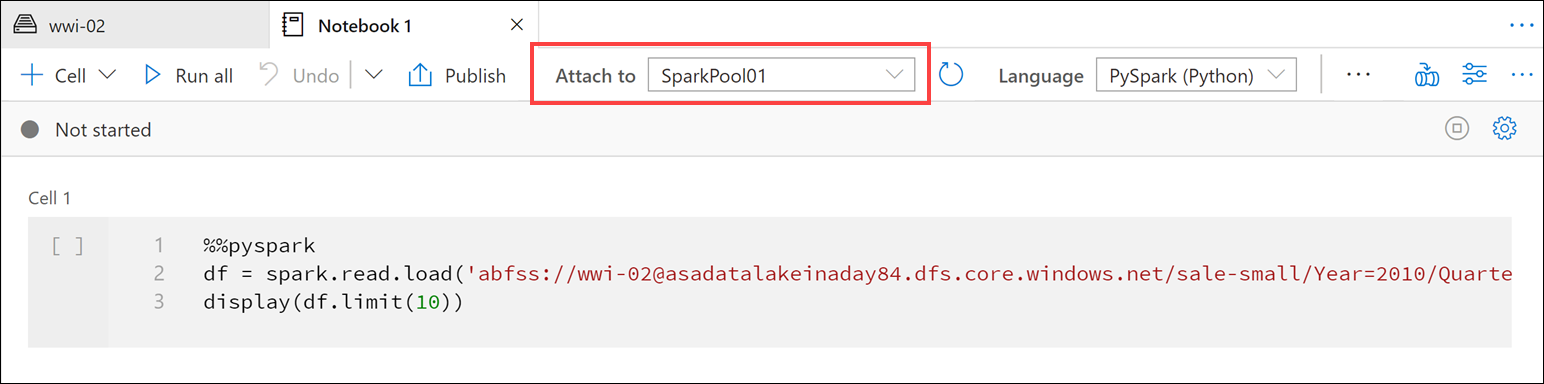 wwi-02 Notebook 1
Cell Run all Undo Publish Attach to SparkPool01 Language PySpark (Python)
Not started
Cell 1
[ ] 1 %%pyspark
2 df = spark.read.load('abfss://wwi-02@asadatalakeinaday84.dfs.core.windows.net/sale-small/Year=2010/Quarte
3 display(df.limit(10))